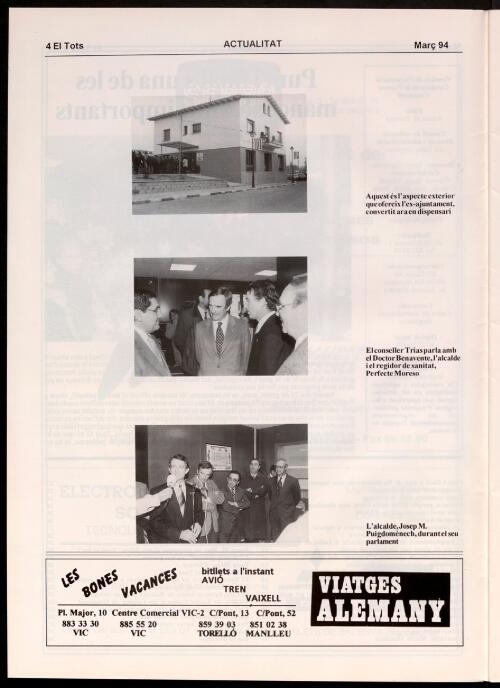 4 El Tots
ACTUALITAT
Març 94
Aquest és l'aspecte exterior
que ofereix l'ex-ajuntament,
convertit ara en dispensari
El conseller Trias parla amb
el Doctor Benavente, l'alcalde
i el regidor de sanitat,
Perfecte Moreso
L'alcalde, Josep M.
Puigdomènech, durant el seu
parlament
LES
BONES
VACANCES
bitllets a l'instant
AVIÓ
TREN
VAIXELL
Pl. Major, 10 Centre Comercial VIC-2 C/Pont, 13 C/Pont, 52
883 33 30 885 55 20 859 39 03 851 02 38
VIC VIC TORELLÓ MANLLEU
VIATGES
ALEMANY